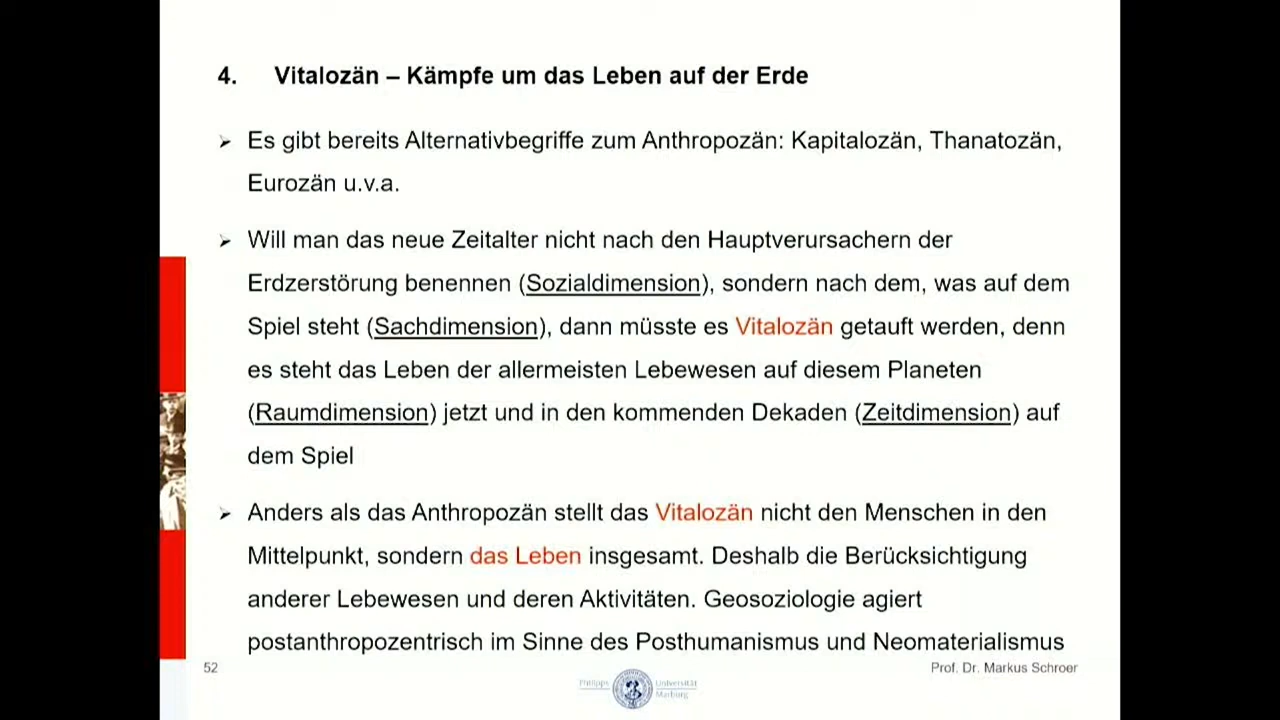 4. Vitalozän – Kämpfe um das Leben auf der Erde
➢ Es gibt bereits Alternativbegriffe zum Anthropozän: Kapitalozän, Thanatozän,
Eurozän u.v.a.
➢ Will man das neue Zeitalter nicht nach den Hauptverursachern der
Erdzerstörung benennen (Sozialdimension), sondern nach dem, was auf dem
Spiel steht (Sachdimension), dann müsste es Vitalozän getauft werden, denn
es steht das Leben der allermeisten Lebewesen auf diesem Planeten
(Raumdimension) jetzt und in den kommenden Dekaden (Zeitdimension) auf
dem Spiel
➢ Anders als das Anthropozän stellt das Vitalozän nicht den Menschen in den
Mittelpunkt, sondern das Leben insgesamt. Deshalb die Berücksichtigung
anderer Lebewesen und deren Aktivitäten. Geosoziologie agiert
postanthropozentrisch im Sinne des Posthumanismus und Neomaterialismus
52
Prof. Dr. Markus Schroer
Philipps Universität
Marburg